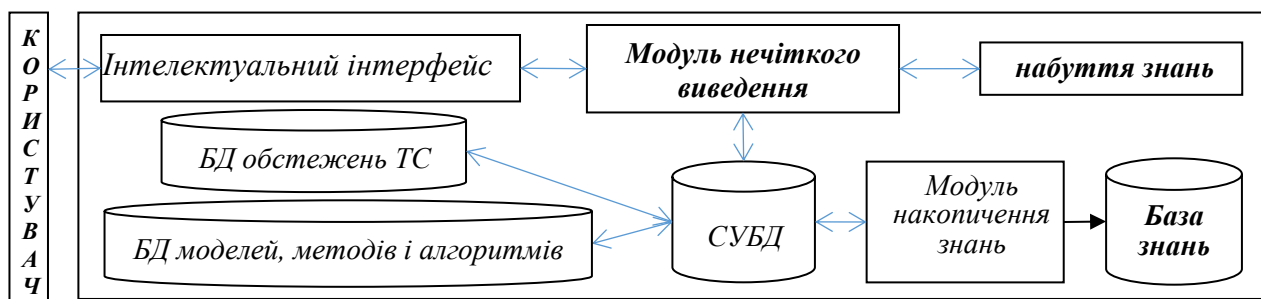 КОРИСТУВАЧ
Інтелектуальний інтерфейс
Модуль нечіткого
виведення
набуття знань
БД обстежень ТС
БД моделей, методів і алгоритмів
СУБД
Модуль
накопичення
знань
База
знань